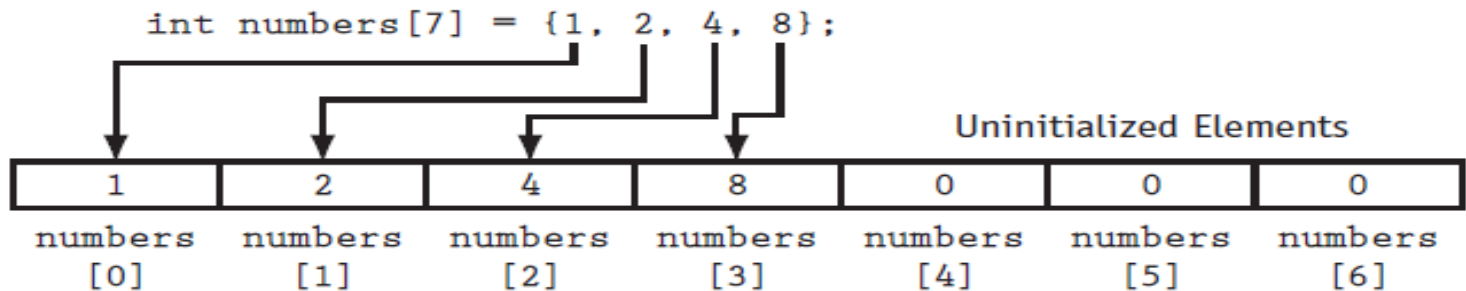 int numbers[7] = {1, 2, 4, 8};
Uninitialized Elements
1 2 4 8 0 0 0
numbers numbers numbers numbers numbers numbers numbers
[0] [1] [2] [3] [4] [5] [6]